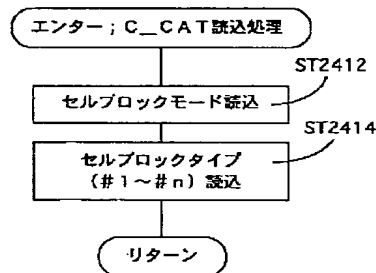 エンター；C＿CAT読込処理
ST2412
セルブロックモード読込
ST2414
セルブロックタイプ
（＃1～＃n）読込
リターン